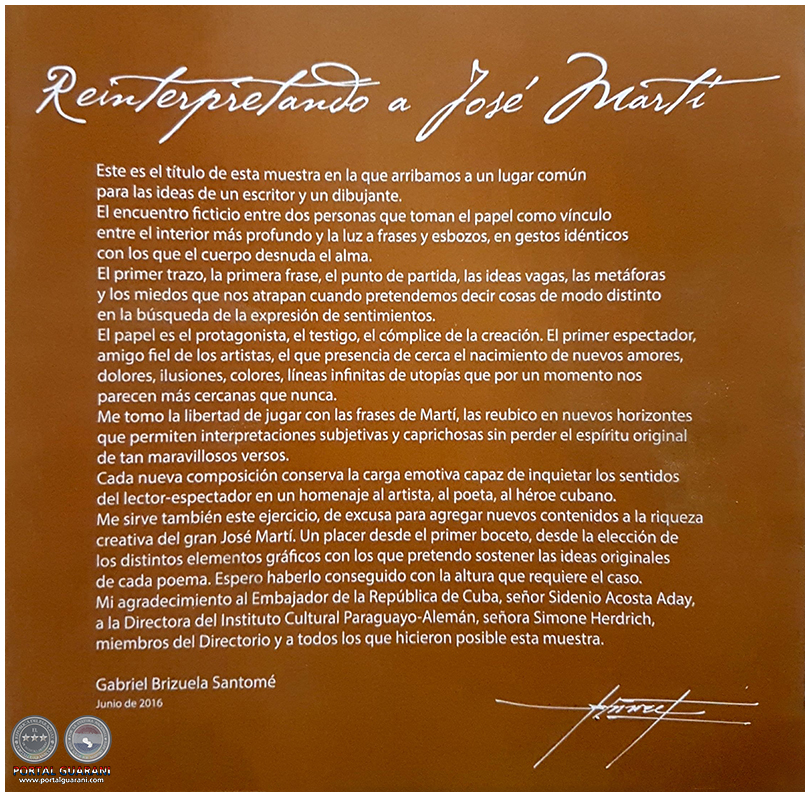 Reinterpretando a José Martí
Este es el título de esta muestra en la que arribamos a un lugar común
para las ideas de un escritor y un dibujante.
El encuentro ficticio entre dos personas que toman el papel como vínculo
entre el interior más profundo y la luz a frases y esbozos, en gestos idénticos
con los que el cuerpo desnuda el alma.
El primer trazo, la primera frase, el punto de partida, las ideas vagas, las metáforas
y los miedos que nos atrapan cuando pretendemos decir cosas de modo distinto
en la búsqueda de la expresión de sentimientos.
El papel es el protagonista, el testigo, el cómplice de la creación. El primer espectador,
amigo fiel de los artistas, el que presencia de cerca el nacimiento de nuevos amores,
dolores, ilusiones, colores, líneas infinitas de utopías que por un momento nos
parecen más cercanas que nunca.
Me tomo la libertad de jugar con las frases de Martí, las reubico en nuevos horizontes
que permiten interpretaciones subjetivas y caprichosas sin perder el espíritu original
de tan maravillosos versos.
Cada nueva composición conserva la carga emotiva capaz de inquietar los sentidos
del lector-espectador en un homenaje al artista, al poeta, al héroe cubano.
Me sirve también este ejercicio, de excusa para agregar nuevos contenidos a la riqueza
creativa del gran José Martí. Un placer desde el primer boceto, desde la elección de
los distintos elementos gráficos con los que pretendo sostener las ideas originales
de cada poema. Espero haberlo conseguido con la altura que requiere el caso.
Mi agradecimiento al Embajador de la República de Cuba, señor Sidenio Acosta Aday,
a la Directora del Instituto Cultural Paraguayo-Alemán, señora Simone Herdrich,
miembros del Directorio y a todos los que hicieron posible esta muestra.
Gabriel Brizuela Santomé
Junio de 2016
PORTAL GUARANI
www.portalguarani.com